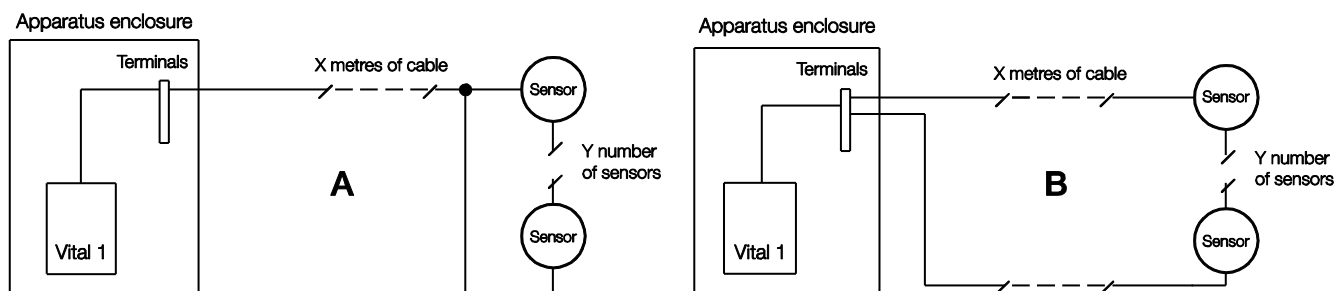 Apparatus enclosure
Terminals
X metres of cable
Sensor
Y number
of sensors
A
Sensor
Vital 1
Apparatus enclosure
Terminals
X metres of cable
Sensor
Y number
of sensors
B
Sensor
Vital 1